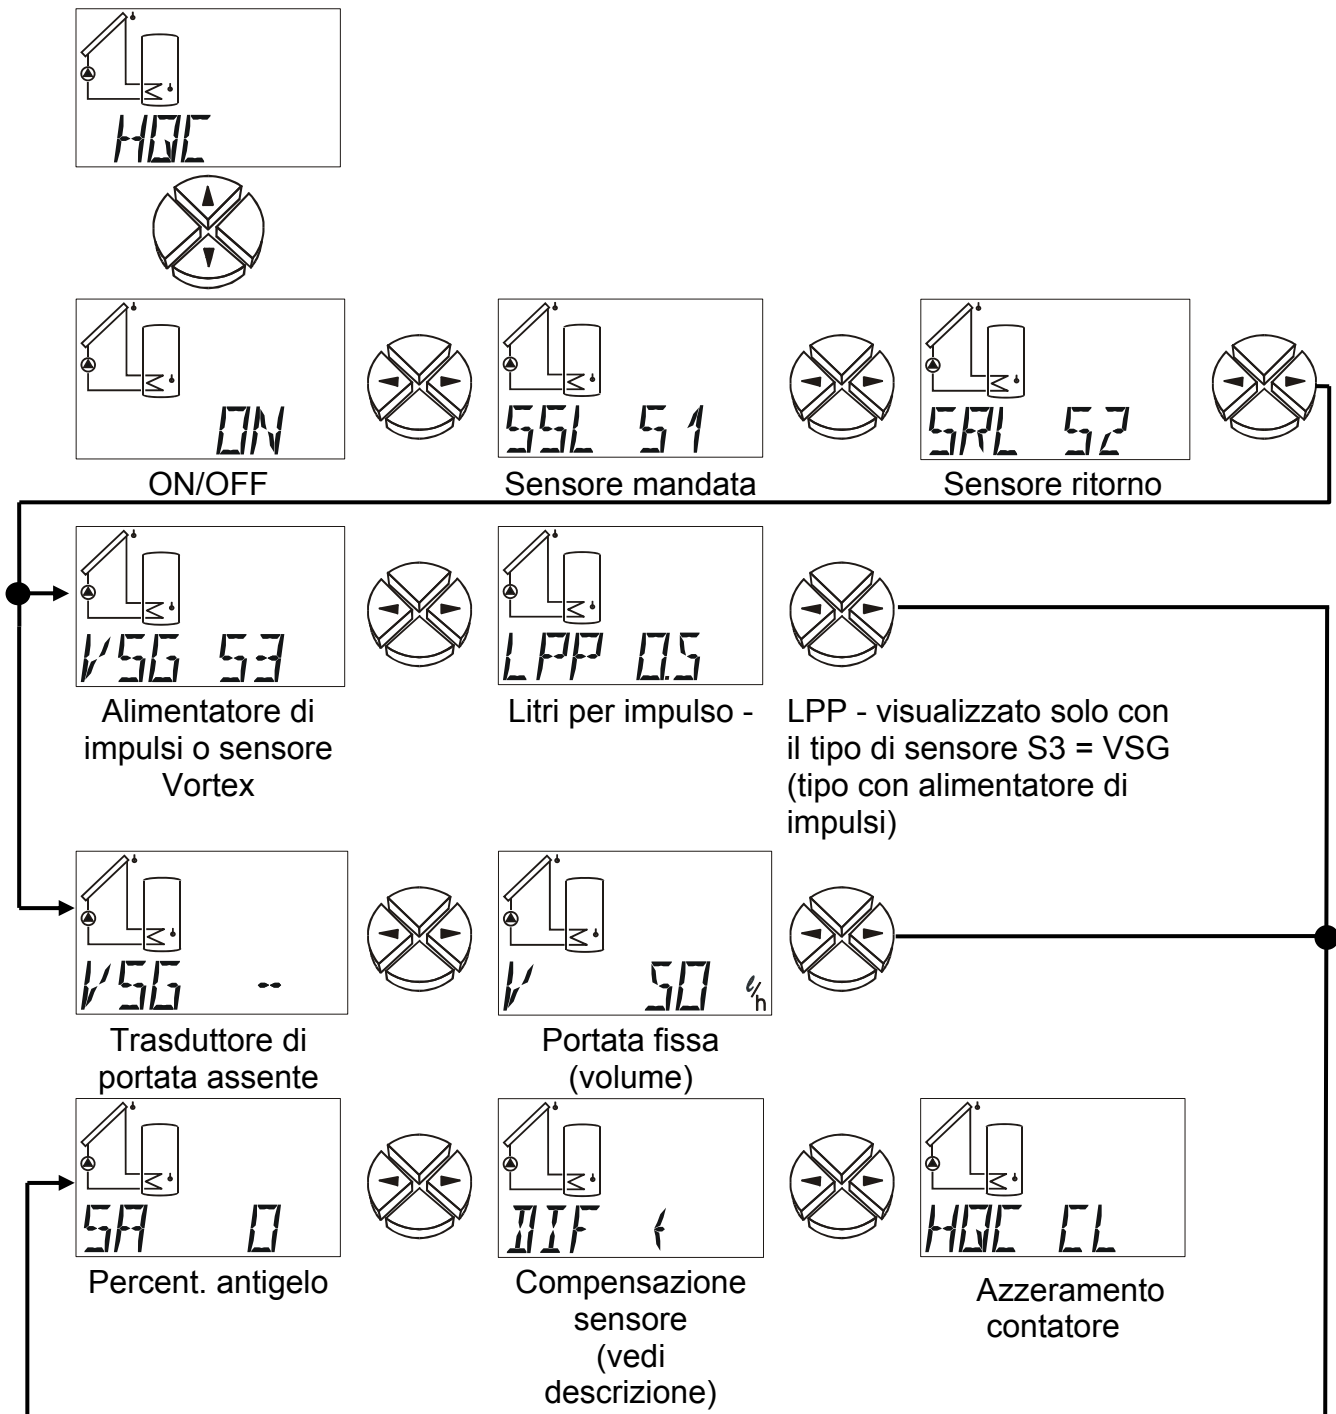 HQC
ON
SSL S1
SRL S2
ON/OFF
Sensore mandata
Sensore ritorno
VSG S3
LPP 0.5
Alimentatore di
impulsi o sensore
Vortex
Litri per impulso -
LPP - visualizzato solo con
il tipo di sensore S3 = VSG
(tipo con alimentatore di
impulsi)
VSG --
V 50 l/h
Trasduttore di
portata assente
Portata fissa
(volume)
SA 0
DIF
HQC CL
Percent. antigelo
Compensazione
sensore
(vedi
descrizione)
Azzeramento
contatore